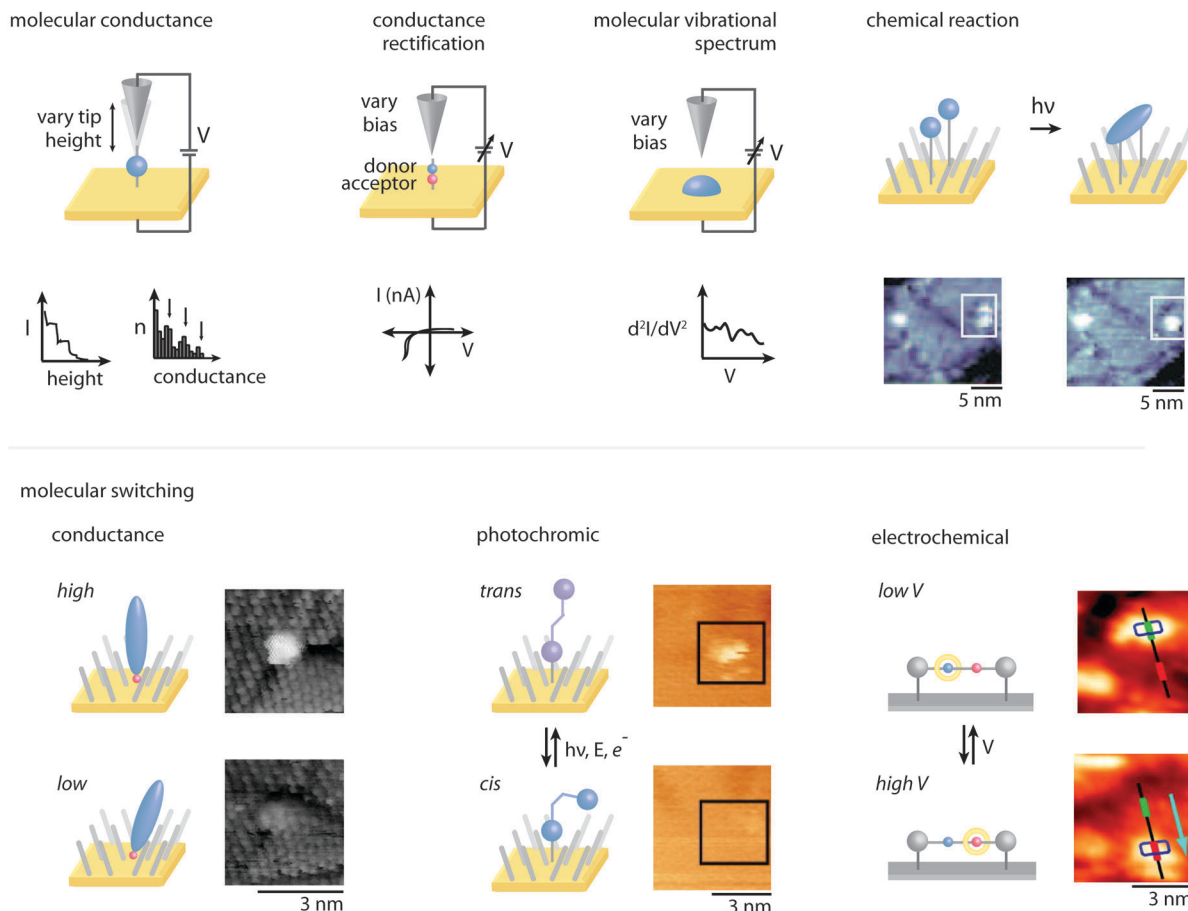 molecular conductance
vary tip
height
V
I
height
n
conductance
conductance
rectification
vary
bias
V
donor
acceptor
I (nA)
V
molecular vibrational
spectrum
vary
bias
V
d²I/dV²
V
chemical reaction
hν
5 nm
5 nm
molecular switching
conductance
high
low
3 nm
photochromic
trans
hν, E, e⁻
cis
3 nm
electrochemical
low V
V
high V
3 nm